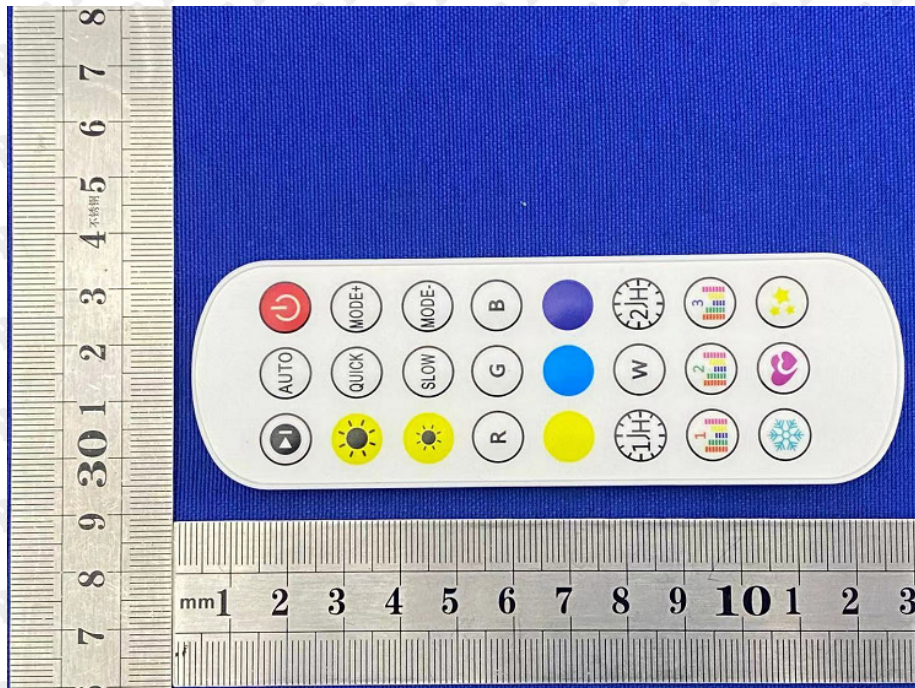 8
7
6
5
不锈钢
4
3
2
1
30
9
8
7
MODE+
MODE-
B
2H
3
AUTO
QUICK
SLOW
G
W
2
R
1H
1
mm 1 2 3 4 5 6 7 8 9 10 1 2 3